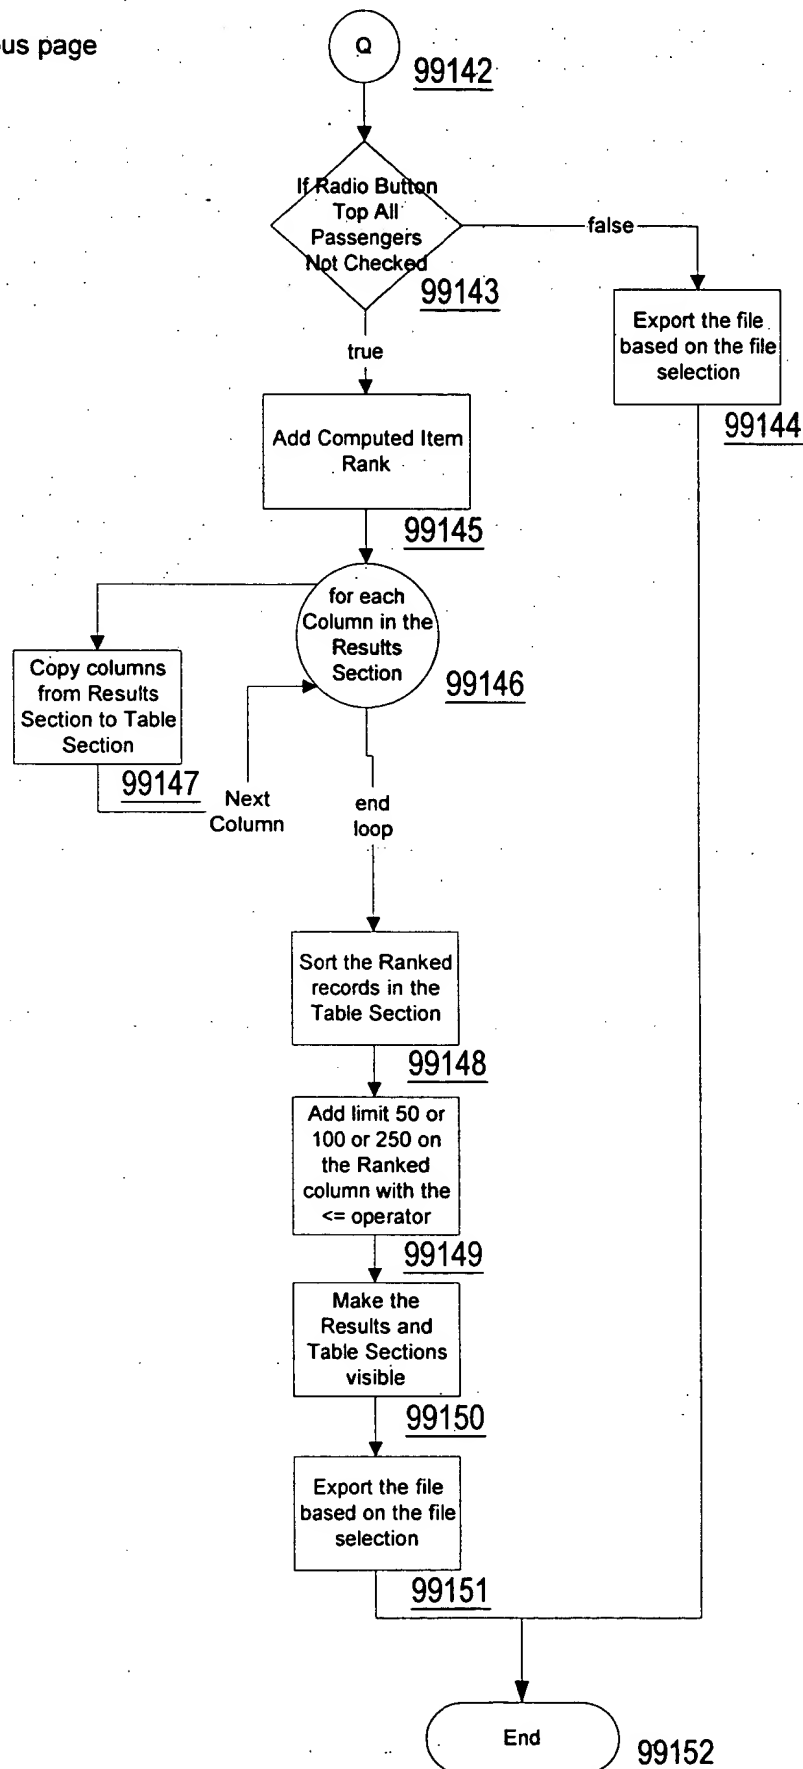 page
Q
99142
If Radio Button
Top All
Passengers
Not Checked
99143
false
Export the file
based on the file
selection
99144
true
Add Computed Item
Rank
99145
for each
Column in the
Results
Section
99146
Copy columns
from Results
Section to Table
Section
99147
Next
Column
end
loop
Sort the Ranked
records in the
Table Section
99148
Add limit 50 or
100 or 250 on
the Ranked
column with the
<= operator
99149
Make the
Results and
Table Sections
visible
99150
Export the file
based on the file
selection
99151
End
99152